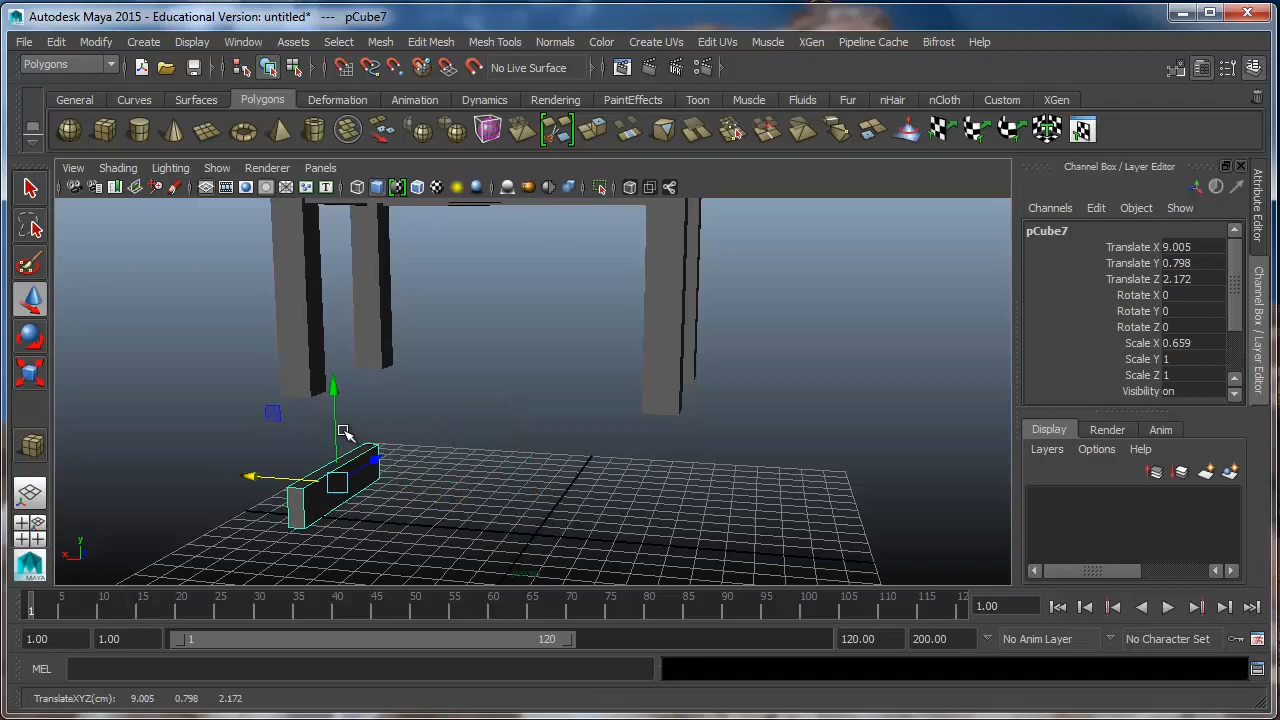 Autodesk Maya 2015 - Educational Version: untitled* --- pCube7
File Edit Modify Create Display Window Assets Select Mesh Edit Mesh Mesh Tools Normals Color Create UVs Edit UVs Muscle XGen Pipeline Cache Bifrost Help
Polygons No Live Surface
General Curves Surfaces Polygons Deformation Animation Dynamics Rendering PaintEffects Toon Muscle Fluids Fur nHair nCloth Custom XGen
View Shading Lighting Show Renderer Panels
Channel Box / Layer Editor
Channels Edit Object Show
pCube7
Translate X 9.005
Translate Y 0.798
Translate Z 2.172
Rotate X 0
Rotate Y 0
Rotate Z 0
Scale X 0.659
Scale Y 1
Scale Z 1
Visibility on
Display Render Anim
Layers Options Help
Attribute Editor
Channel Box / Layer Editor
y
x
MAYA
1 5 10 15 20 25 30 35 40 45 50 55 60 65 70 75 80 85 90 95 100 105 110 115 12 1.00
1.00 1.00 1 120 120.00 200.00 No Anim Layer No Character Set
MEL
TranslateXYZ(cm): 9.005 0.798 2.172